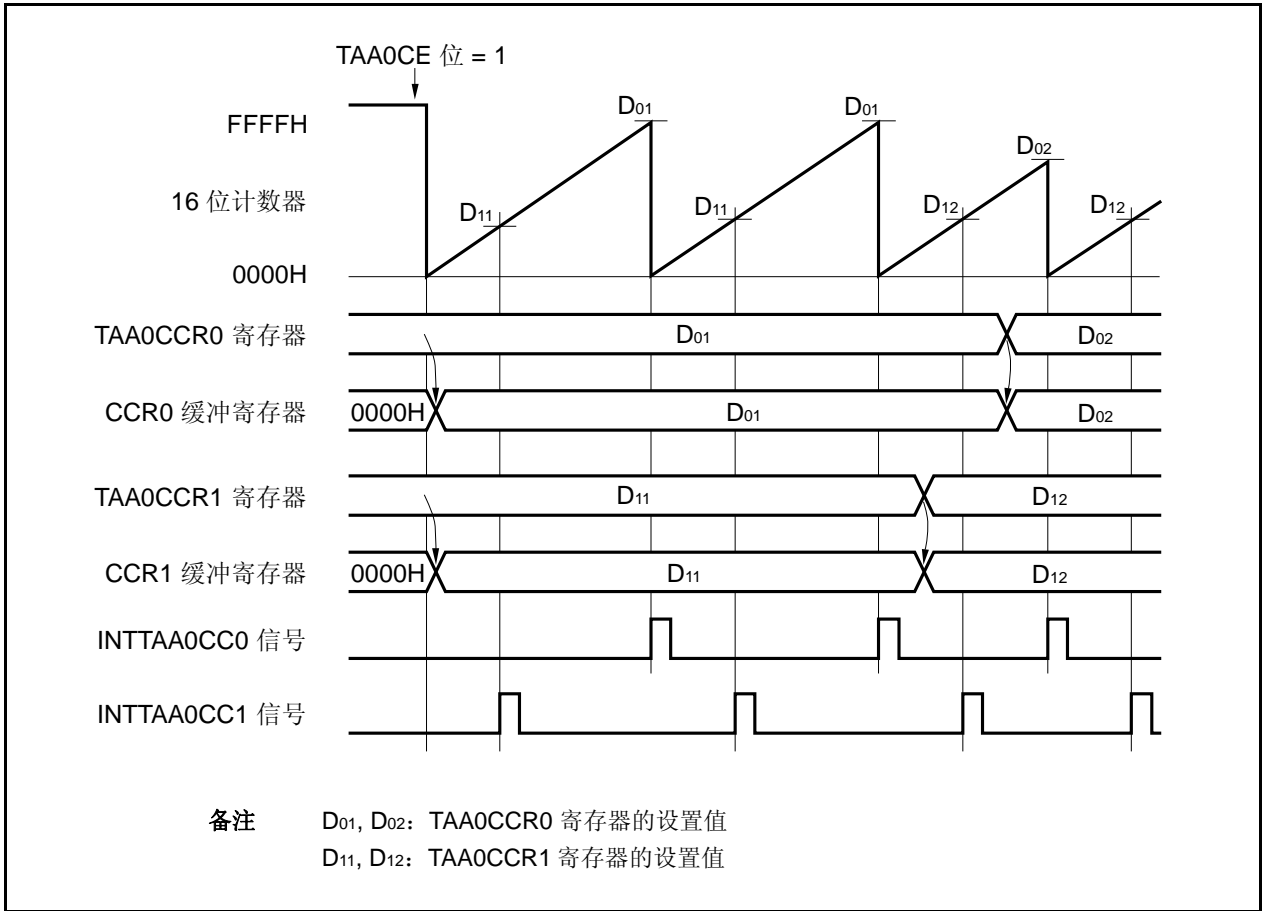 TAA0CE 位 = 1
FFFFH
D01
D01
D02
16 位计数器
D11
D11
D12
D12
0000H
TAA0CCR0 寄存器
D01
D02
CCR0 缓冲寄存器
0000H
D01
D02
TAA0CCR1 寄存器
D11
D12
CCR1 缓冲寄存器
0000H
D11
D12
INTTAA0CC0 信号
INTTAA0CC1 信号
备注 D01, D02：TAA0CCR0 寄存器的设置值
D11, D12：TAA0CCR1 寄存器的设置值